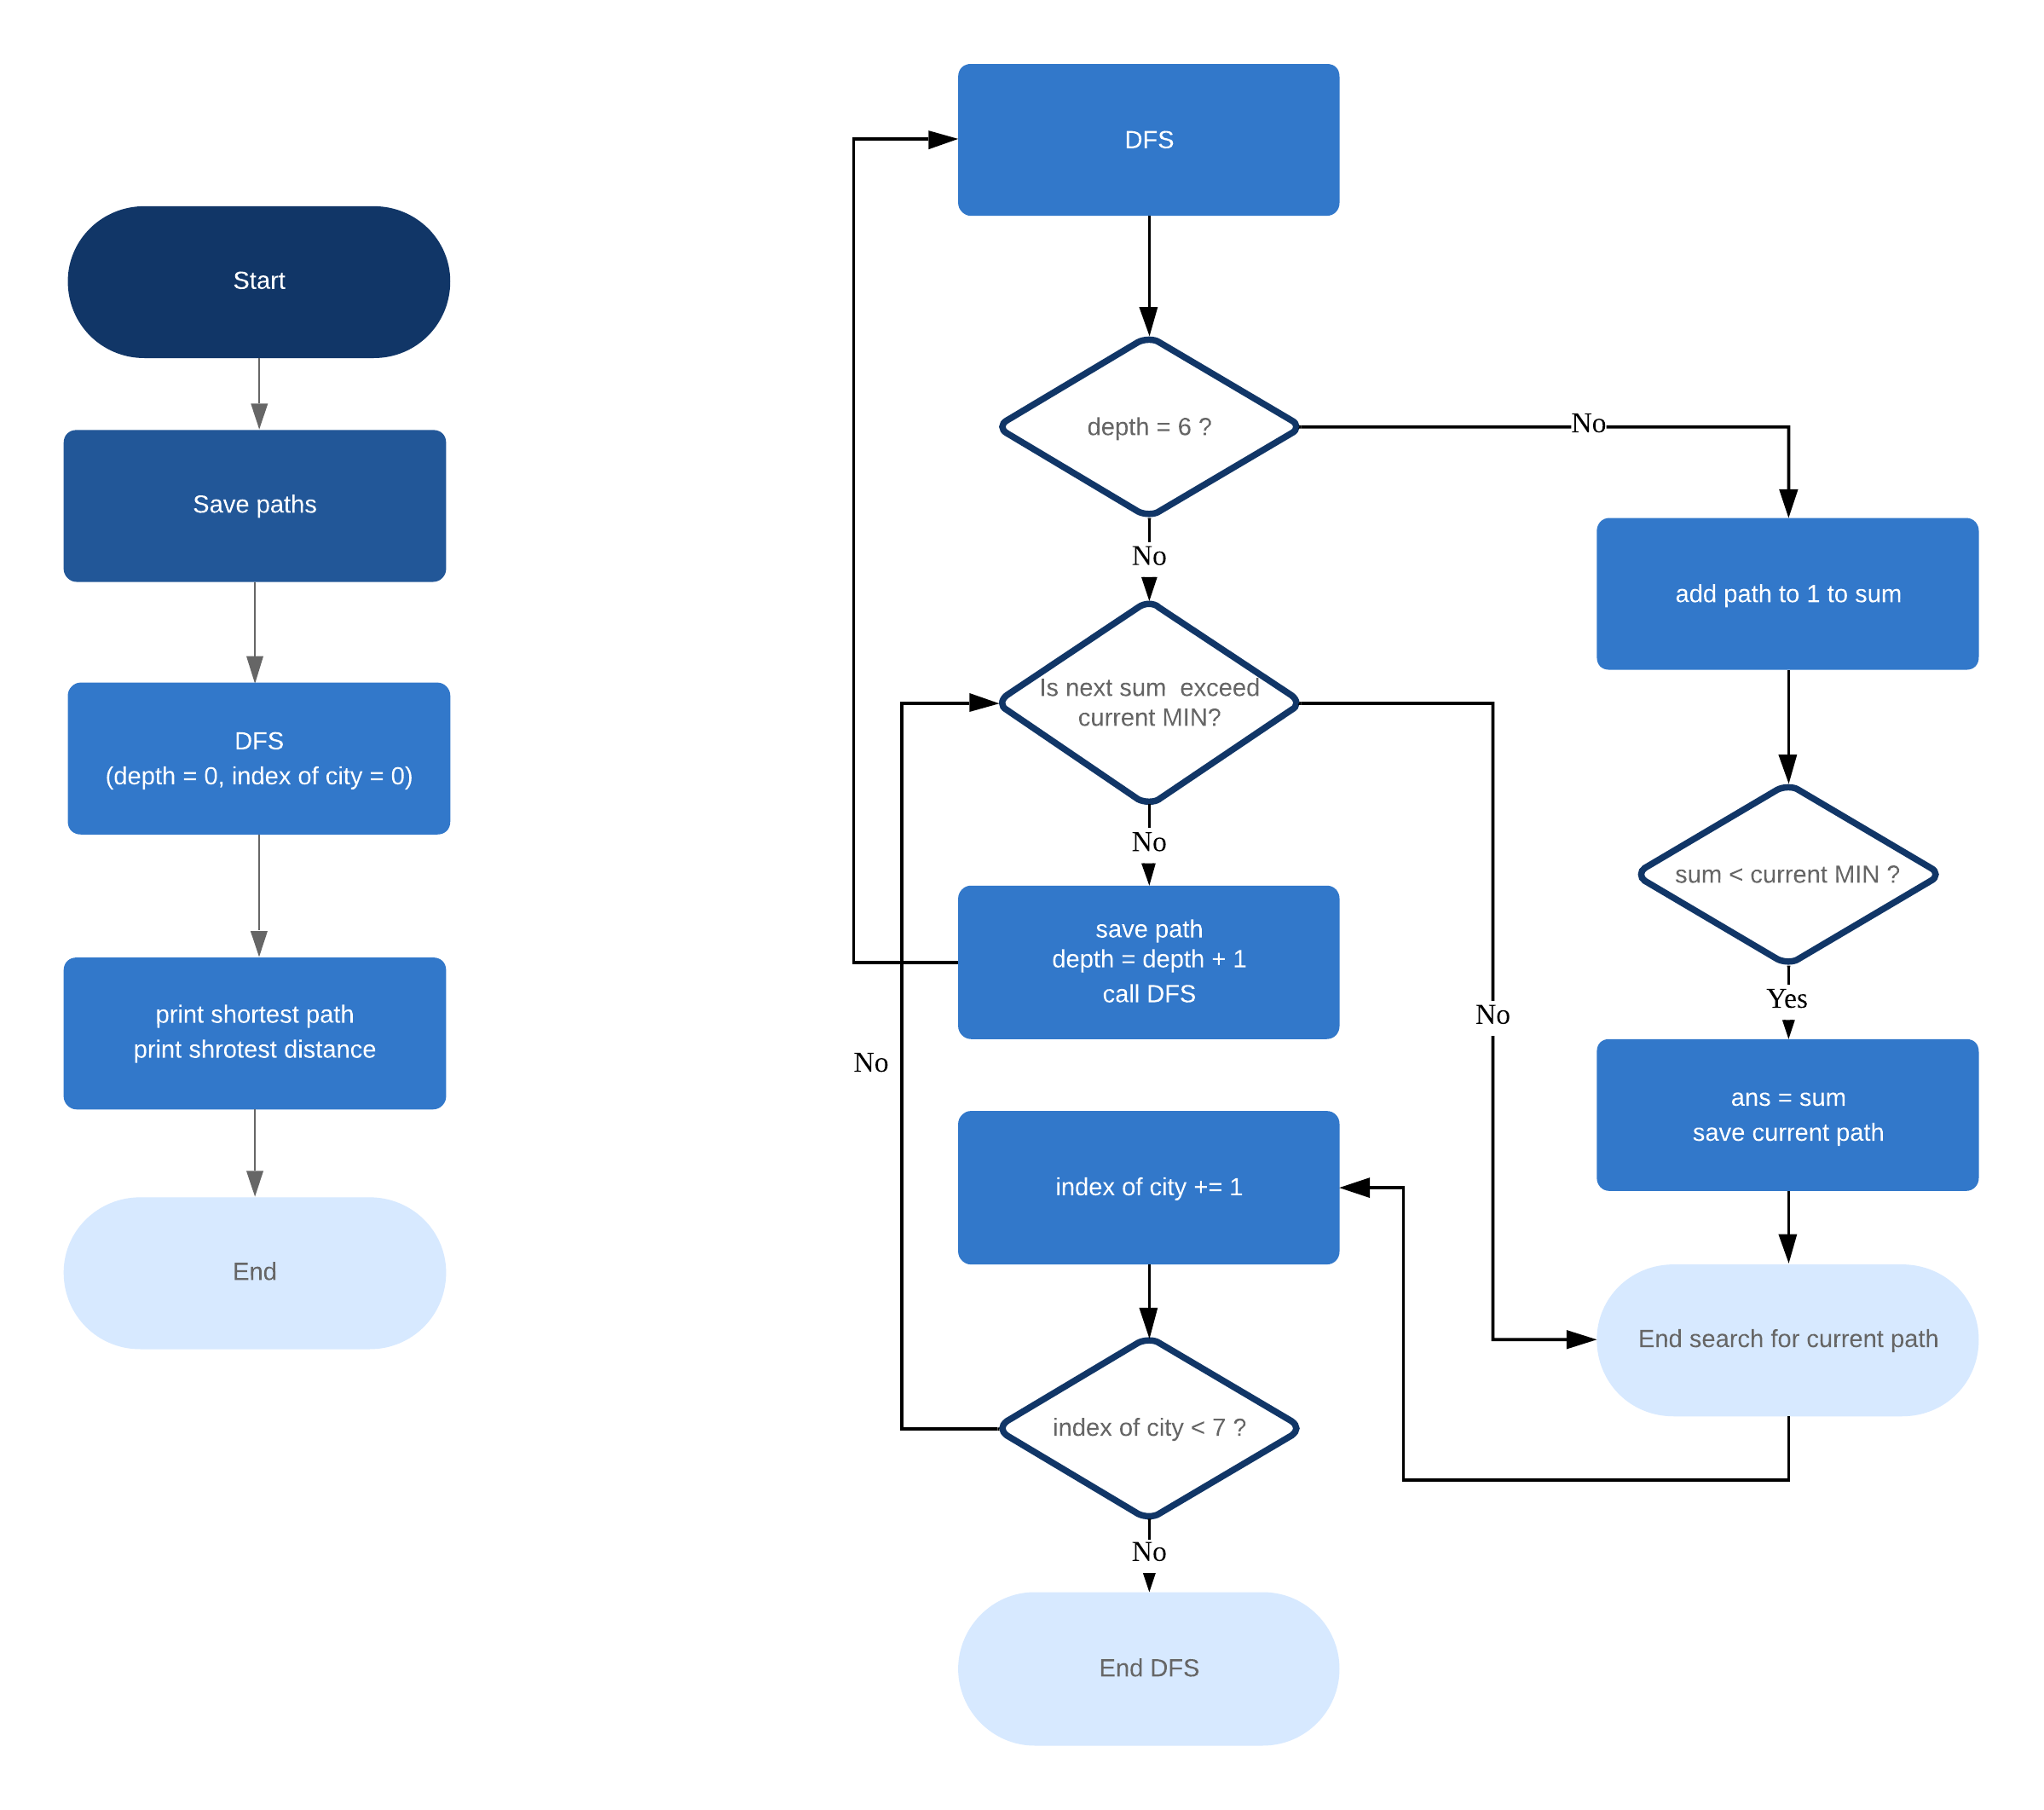 Start
Save paths
DFS
(depth = 0, index of city = 0)
print shortest path
print shrotest distance
End
DFS
depth = 6 ?
No
No
Is next sum exceed
current MIN?
No
No
save path
depth = depth + 1
call DFS
No
index of city += 1
index of city < 7 ?
No
End DFS
add path to 1 to sum
sum < current MIN ?
Yes
ans = sum
save current path
End search for current path